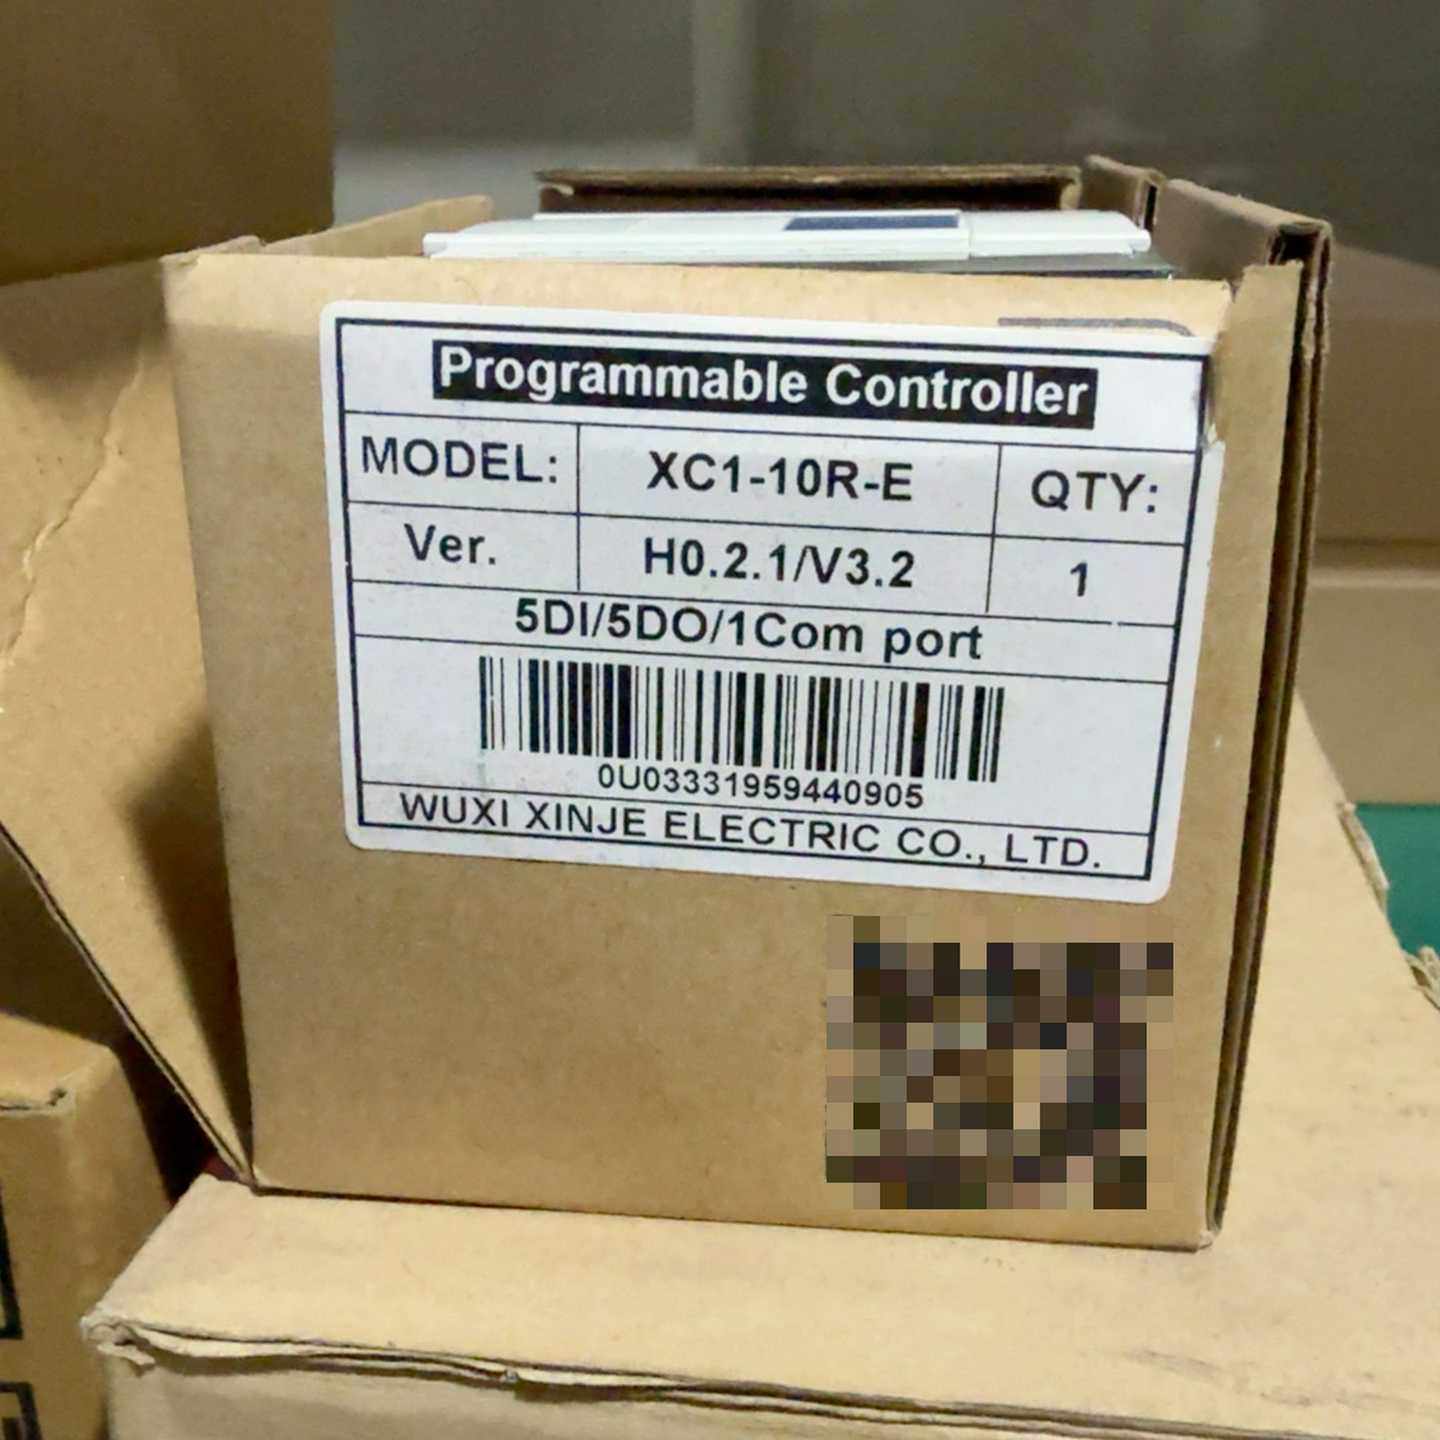 Programmable Controller
MODEL: XC1-10R-E QTY:
Ver. H0.2.1/V3.2 1
5DI/5DO/1Com port
0U03331959440905
WUXI XINJE ELECTRIC CO., LTD.